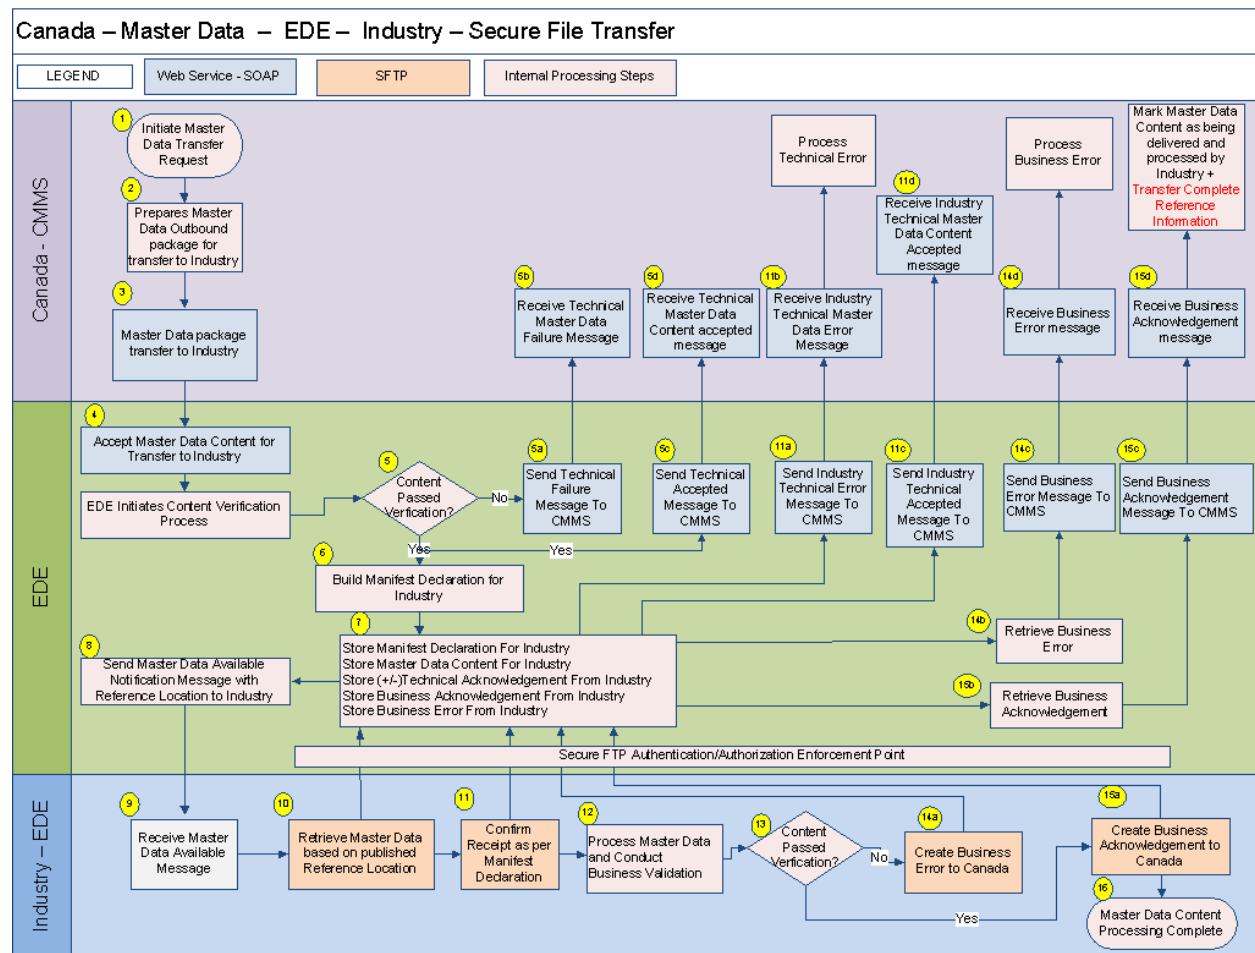 Canada – Master Data – EDE – Industry – Secure File Transfer
LEGEND
Web Service - SOAP
SFTP
Internal Processing Steps
Canada - CMMS
1
Initiate Master
Data Transfer
Request
2
Prepares Master
Data Outbound
package for
transfer to Industry
3
Master Data package
transfer to Industry
5b
Receive Technical
Master Data
Failure Message
5d
Receive Technical
Master Data
Content accepted
message
Process
Technical Error
11b
Receive Industry
Technical Master
Data Error
Message
11d
Receive Industry
Technical Master
Data Content
Accepted
message
Process
Business Error
14d
Receive Business
Error message
Mark Master Data
Content as being
delivered and
processed by
Industry +
Transfer Complete
Reference
Information
15d
Receive Business
Acknowledgement
message
EDE
4
Accept Master Data Content for
Transfer to Industry
EDE Initiates Content Verification
Process
5
Content
Passed
Verfication?
No
Yes
Yes
5a
Send Technical
Failure
Message To
CMMS
5c
Send Technical
Accepted
Message To
CMMS
11a
Send Industry
Technical Error
Message To
CMMS
11c
Send Industry
Technical
Accepted
Message To
CMMS
14c
Send Business
Error Message To
CMMS
15c
Send Business
Acknowledgement
Message To CMMS
6
Build Manifest Declaration for
Industry
7
Store Manifest Declaration For Industry
Store Master Data Content For Industry
Store (+/-)Technical Acknowledgement From Industry
Store Business Acknowledgement From Industry
Store Business Error From Industry
8
Send Master Data Available
Notification Message with
Reference Location to Industry
14b
Retrieve Business
Error
15b
Retrieve Business
Acknowledgement
Secure FTP Authentication/Authorization Enforcement Point
Industry – EDE
9
Receive Master
Data Available
Message
10
Retrieve Master Data
based on published
Reference Location
11
Confirm
Receipt as per
Manifest
Declaration
12
Process Master Data
and Conduct
Business Validation
13
Content
Passed
Verfication?
No
Yes
14a
Create Business
Error to Canada
15a
Create Business
Acknowledgement to
Canada
16
Master Data Content
Processing Complete